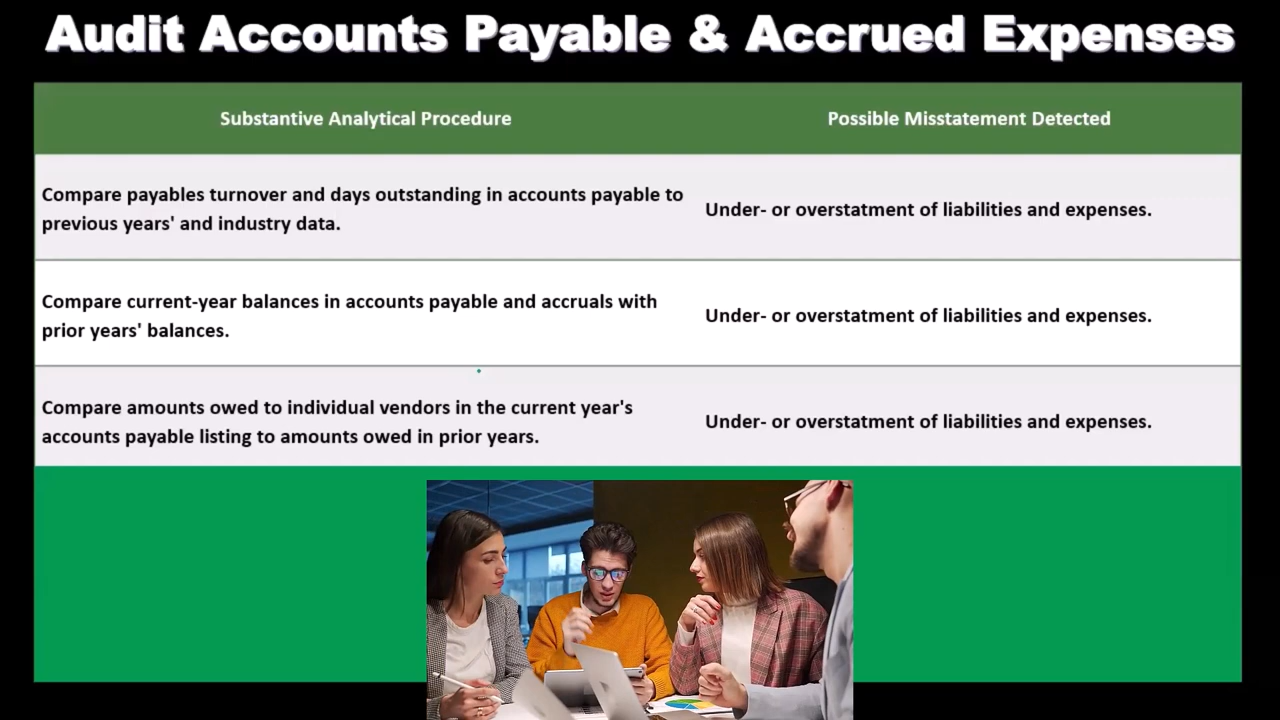 Audit Accounts Payable & Accrued Expenses
Substantive Analytical Procedure
Possible Misstatement Detected
Compare payables turnover and days outstanding in accounts payable to
previous years' and industry data.
Under- or overstatment of liabilities and expenses.
Compare current-year balances in accounts payable and accruals with
prior years' balances.
Under- or overstatment of liabilities and expenses.
Compare amounts owed to individual vendors in the current year's
accounts payable listing to amounts owed in prior years.
Under- or overstatment of liabilities and expenses.